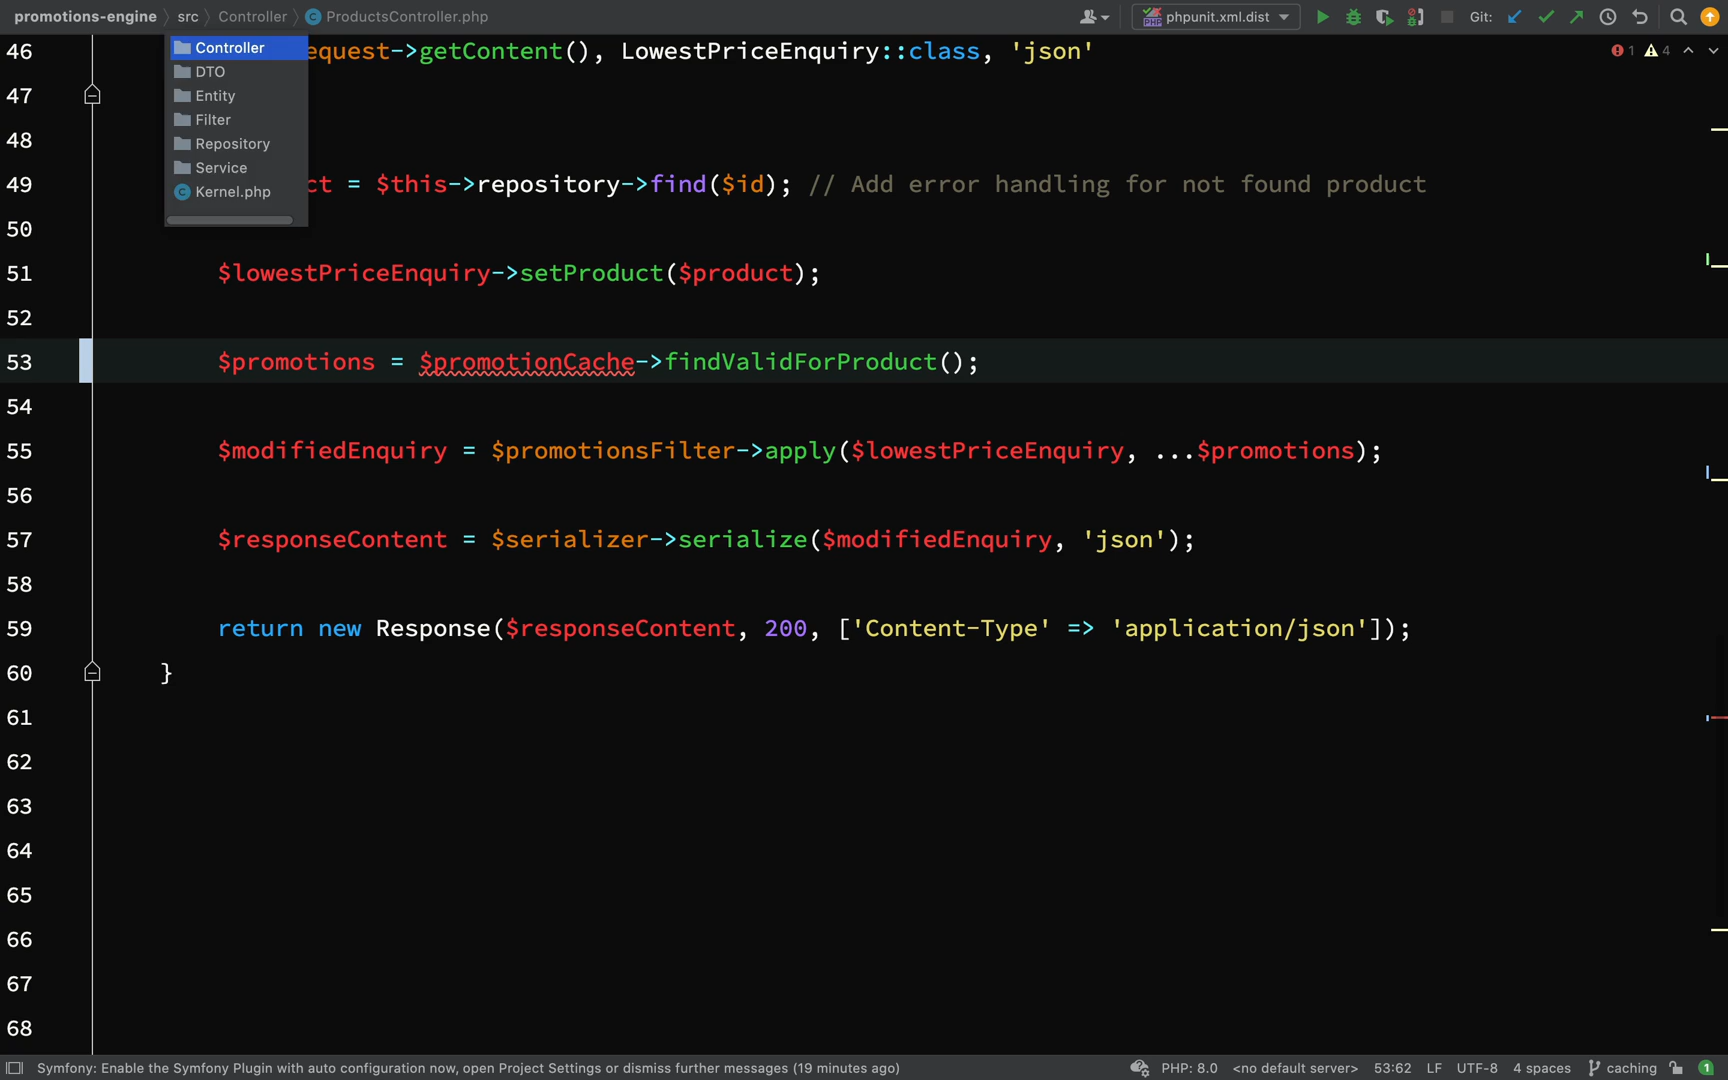 promotions-engine src Controller ProductsController.php phpunit.xml.dist Git:
46 equest->getContent(), LowestPriceEnquiry::class, 'json' 1 4
Controller
DTO
Entity
Filter
Repository
Service
Kernel.php
47
48
49 ct = $this->repository->find($id); // Add error handling for not found product
50
51 $lowestPriceEnquiry->setProduct($product);
52
53 $promotions = $promotionCache->findValidForProduct();
54
55 $modifiedEnquiry = $promotionsFilter->apply($lowestPriceEnquiry, ...$promotions);
56
57 $responseContent = $serializer->serialize($modifiedEnquiry, 'json');
58
59 return new Response($responseContent, 200, ['Content-Type' => 'application/json']);
60 }
61
62
63
64
65
66
67
68
Symfony: Enable the Symfony Plugin with auto configuration now, open Project Settings or dismiss further messages (19 minutes ago) PHP: 8.0 <no default server> 53:62 LF UTF-8 4 spaces caching 1